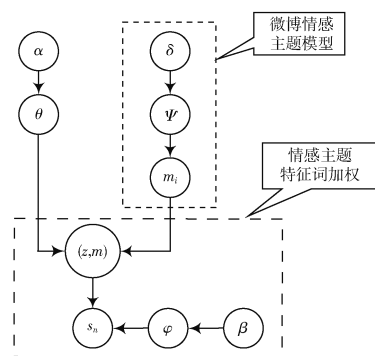 微博情感
主题模型
α
δ
θ
Ψ
m_i
情感主题
特征词加权
(z,m)
s_n
φ
β